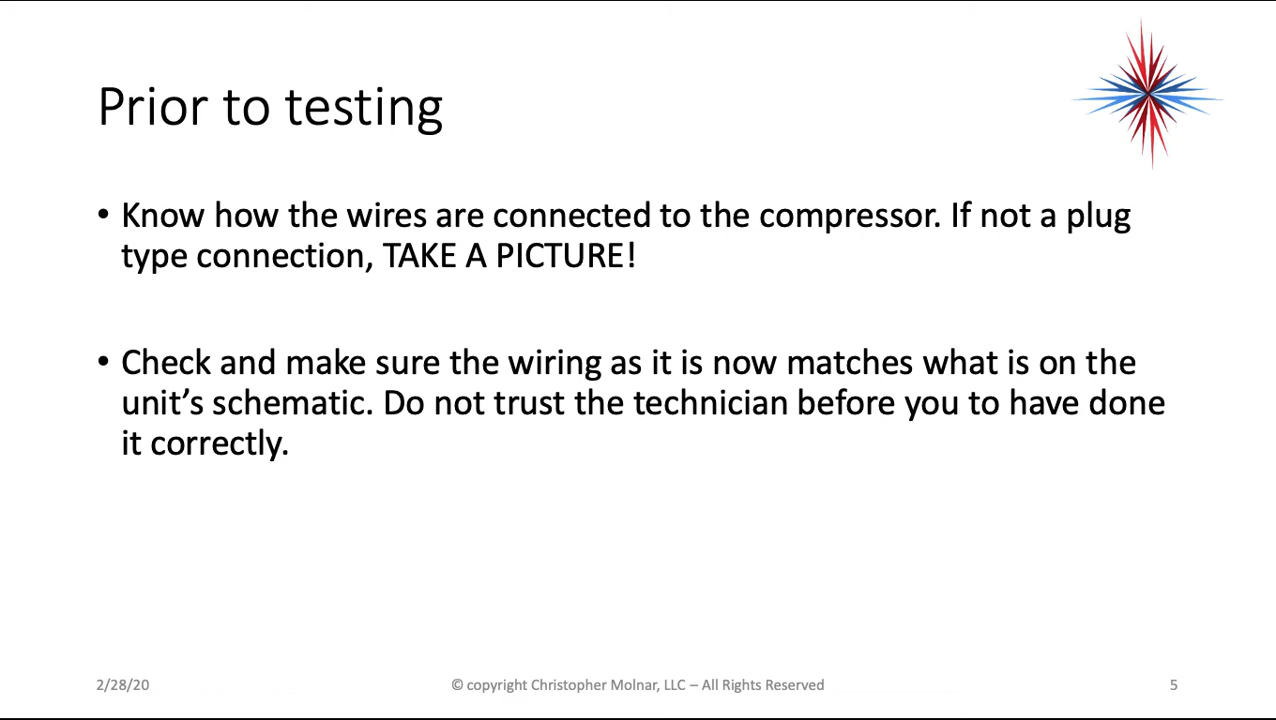 Prior to testing
• Know how the wires are connected to the compressor. If not a plug
type connection, TAKE A PICTURE!
• Check and make sure the wiring as it is now matches what is on the
unit’s schematic. Do not trust the technician before you to have done
it correctly.
2/28/20
© copyright Christopher Molnar, LLC – All Rights Reserved
5